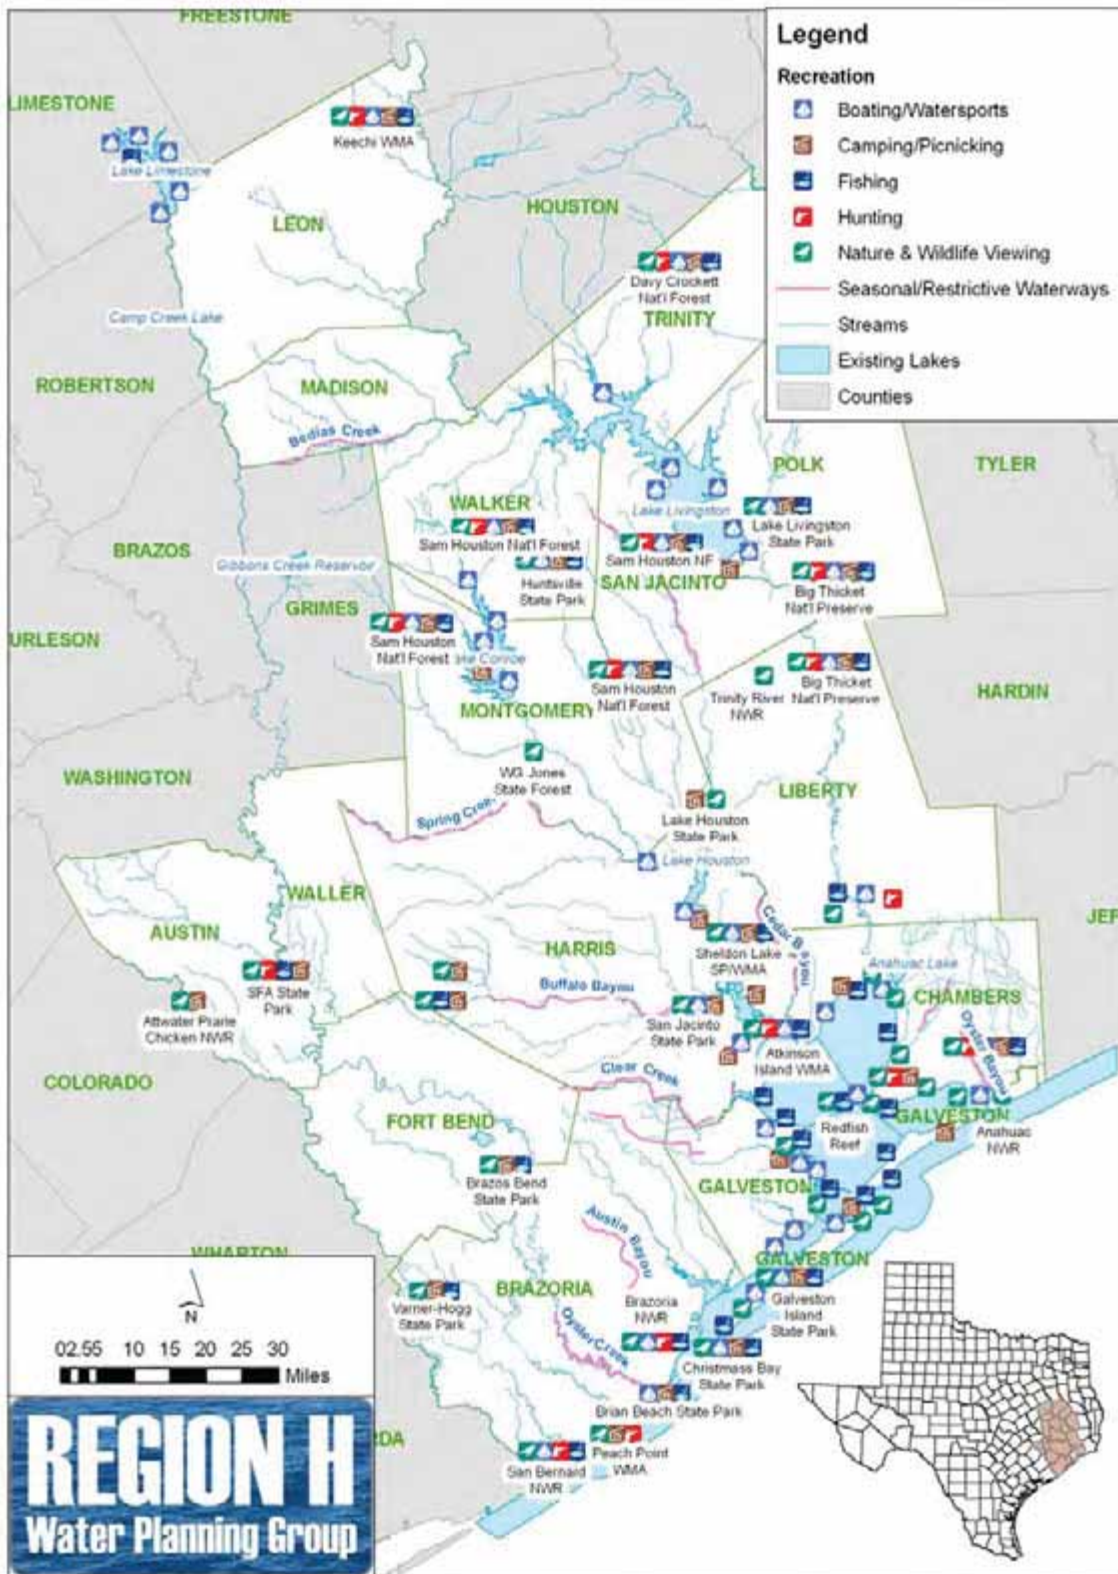 FREESTONE
LIMESTONE
Lake Limestone
Keechi WMA
LEON
HOUSTON
Davy Crockett
Nat'l Forest
TRINITY
Camp Creek Lake
ROBERTSON
MADISON
Bedias Creek
Legend
Recreation
Boating/Watersports
Camping/Picnicking
Fishing
Hunting
Nature & Wildlife Viewing
Seasonal/Restrictive Waterways
Streams
Existing Lakes
Counties
POLK
TYLER
WALKER
Sam Houston Nat'l Forest
Lake Livingston
Lake Livingston
State Park
BRAZOS
Gibbons Creek Reservoir
Huntsville
State Park
Sam Houston NF
SAN JACINTO
Big Thicket
Nat'l Preserve
GRIMES
URLESON
Sam Houston
Nat'l Forest
ke Conroe
Sam Houston
Nat'l Forest
Trinity River
NWR
Big Thicket
Nat'l Preserve
HARDIN
MONTGOMERY
WASHINGTON
WG Jones
State Forest
LIBERTY
Spring Creek
Lake Houston
State Park
Lake Houston
WALLER
AUSTIN
HARRIS
Cedar Bayou
JEF
Sheldon Lake
SP/WMA
Anahuac Lake
CHAMBERS
SFA State
Park
Attwater Prarie
Chicken NWR
Buffalo Bayou
San Jacinto
State Park
Atkinson
Island WMA
Oyster Bayou
COLORADO
Clear Creek
FORT BEND
Redfish
Reef
GALVESTON
Anahuac
NWR
Brazos Bend
State Park
GALVESTON
Austin Bayou
WHARTON
GALVESTON
BRAZORIA
Varner-Hogg
State Park
Brazoria
NWR
Galveston
Island
State Park
Oyster Creek
Christmass Bay
State Park
Brian Beach State Park
Peach Point
WMA
San Bernard
NWR
RDA
N
02.55 10 15 20 25 30
Miles
REGION H
Water Planning Group